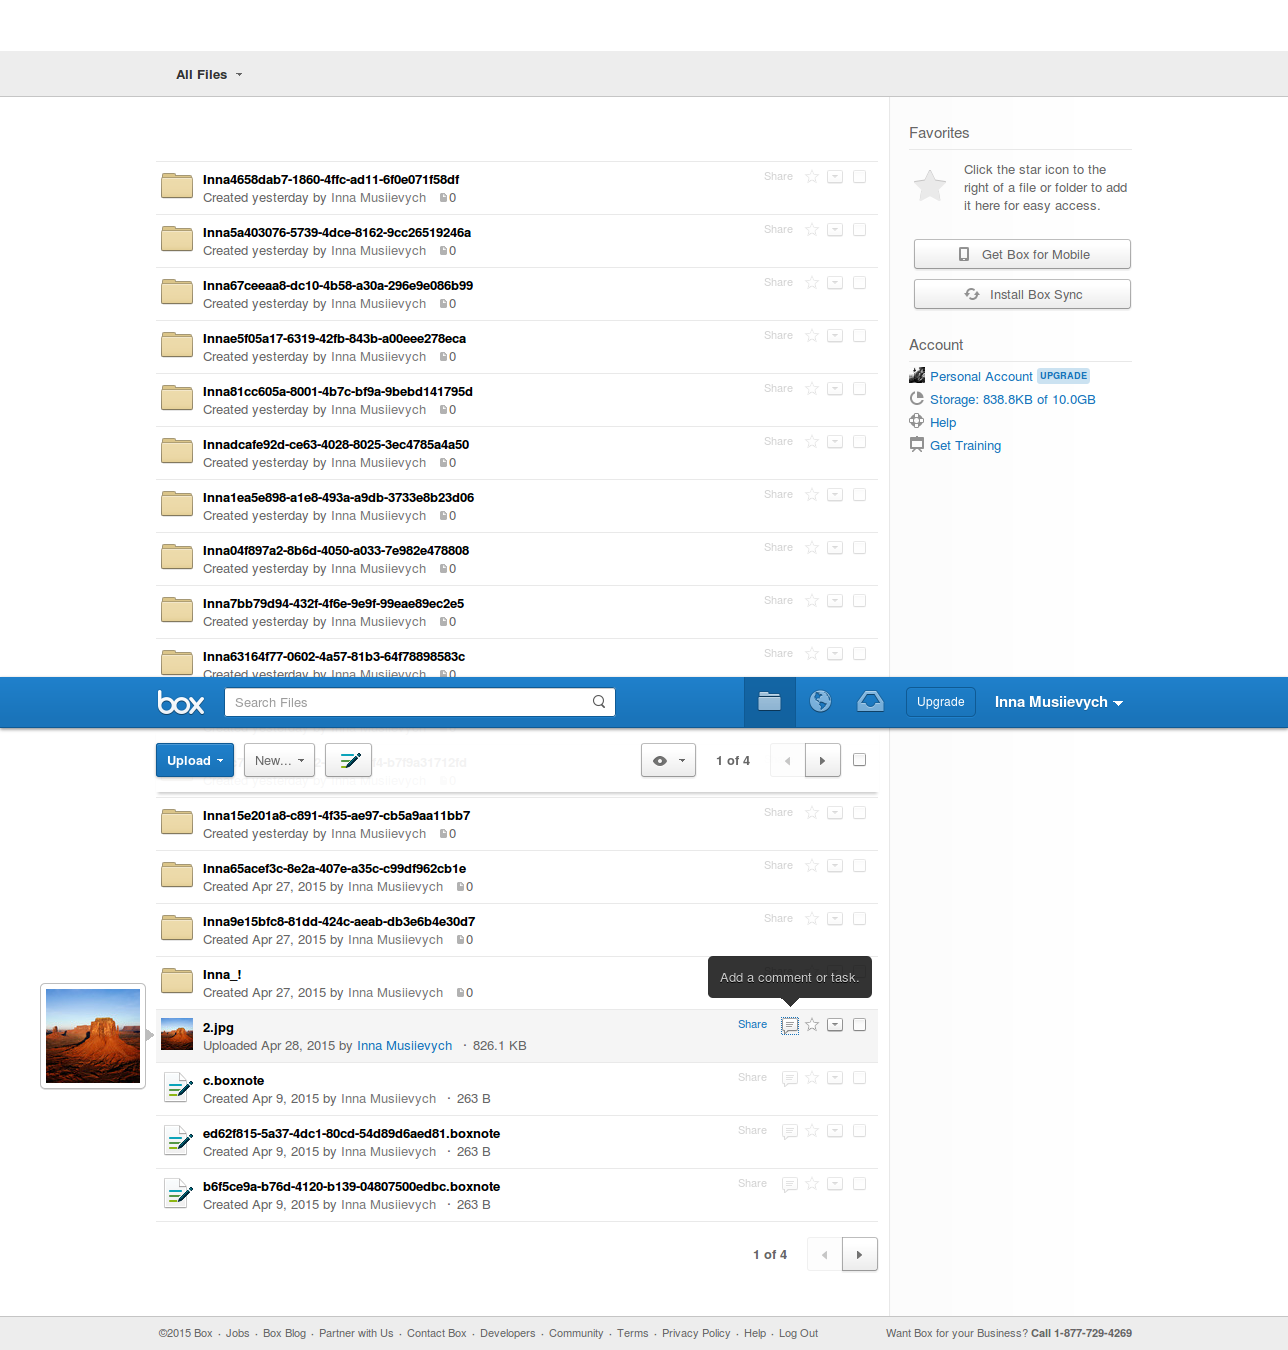 All Files
Inna4658dab7-1860-4ffc-ad11-6f0e071f58df
Share
Created yesterday by Inna Musiievych 0
Inna5a403076-5739-4dce-8162-9cc26519246a
Share
Created yesterday by Inna Musiievych 0
Inna67ceeaa8-dc10-4b58-a30a-296e9e086b99
Share
Created yesterday by Inna Musiievych 0
Innae5f05a17-6319-42fb-843b-a00eee278eca
Share
Created yesterday by Inna Musiievych 0
Inna81cc605a-8001-4b7c-bf9a-9bebd141795d
Share
Created yesterday by Inna Musiievych 0
Innadcafe92d-ce63-4028-8025-3ec4785a4a50
Share
Created yesterday by Inna Musiievych 0
Inna1ea5e898-a1e8-493a-a9db-3733e8b23d06
Share
Created yesterday by Inna Musiievych 0
Inna04f897a2-8b6d-4050-a033-7e982e478808
Share
Created yesterday by Inna Musiievych 0
Inna7bb79d94-432f-4f6e-9e9f-99eae89ec2e5
Share
Created yesterday by Inna Musiievych 0
Inna63164f77-0602-4a57-81b3-64f78898583c
Share
Created yesterday by Inna Musiievych 0
Favorites
Click the star icon to the
right of a file or folder to add
it here for easy access.
Get Box for Mobile
Install Box Sync
Account
Personal Account UPGRADE
Storage: 838.8KB of 10.0GB
Help
Get Training
box
Search Files
Upgrade
Inna Musiievych
Upload
New...
1 of 4
Inna15e201a8-c891-4f35-ae97-cb5a9aa11bb7
Share
Created yesterday by Inna Musiievych 0
Inna65acef3c-8e2a-407e-a35c-c99df962cb1e
Share
Created Apr 27, 2015 by Inna Musiievych 0
Inna9e15bfc8-81dd-424c-aeab-db3e6b4e30d7
Share
Created Apr 27, 2015 by Inna Musiievych 0
Inna_!
Created Apr 27, 2015 by Inna Musiievych 0
Add a comment or task.
2.jpg
Share
Uploaded Apr 28, 2015 by Inna Musiievych · 826.1 KB
c.boxnote
Share
Created Apr 9, 2015 by Inna Musiievych · 263 B
ed62f815-5a37-4dc1-80cd-54d89d6aed81.boxnote
Share
Created Apr 9, 2015 by Inna Musiievych · 263 B
b6f5ce9a-b76d-4120-b139-04807500edbc.boxnote
Share
Created Apr 9, 2015 by Inna Musiievych · 263 B
1 of 4
©2015 Box · Jobs · Box Blog · Partner with Us · Contact Box · Developers · Community · Terms · Privacy Policy · Help · Log Out
Want Box for your Business? Call 1-877-729-4269